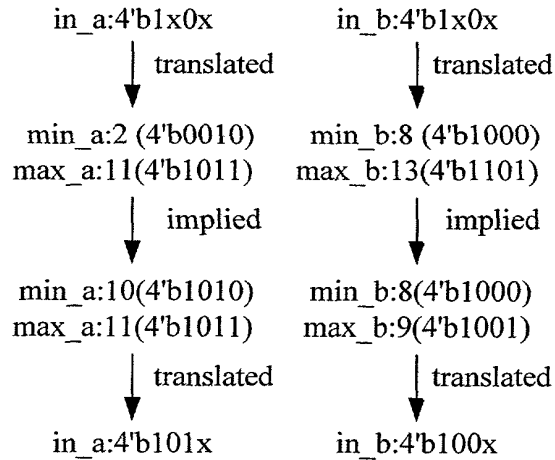 in_a:4'b1x0x in_b:4'b1x0x
translated translated
min_a:2 (4'b0010) min_b:8 (4'b1000)
max_a:11(4'b1011) max_b:13(4'b1101)
implied implied
min_a:10(4'b1010) min_b:8(4'b1000)
max_a:11(4'b1011) max_b:9(4'b1001)
translated translated
in_a:4'b101x in_b:4'b100x